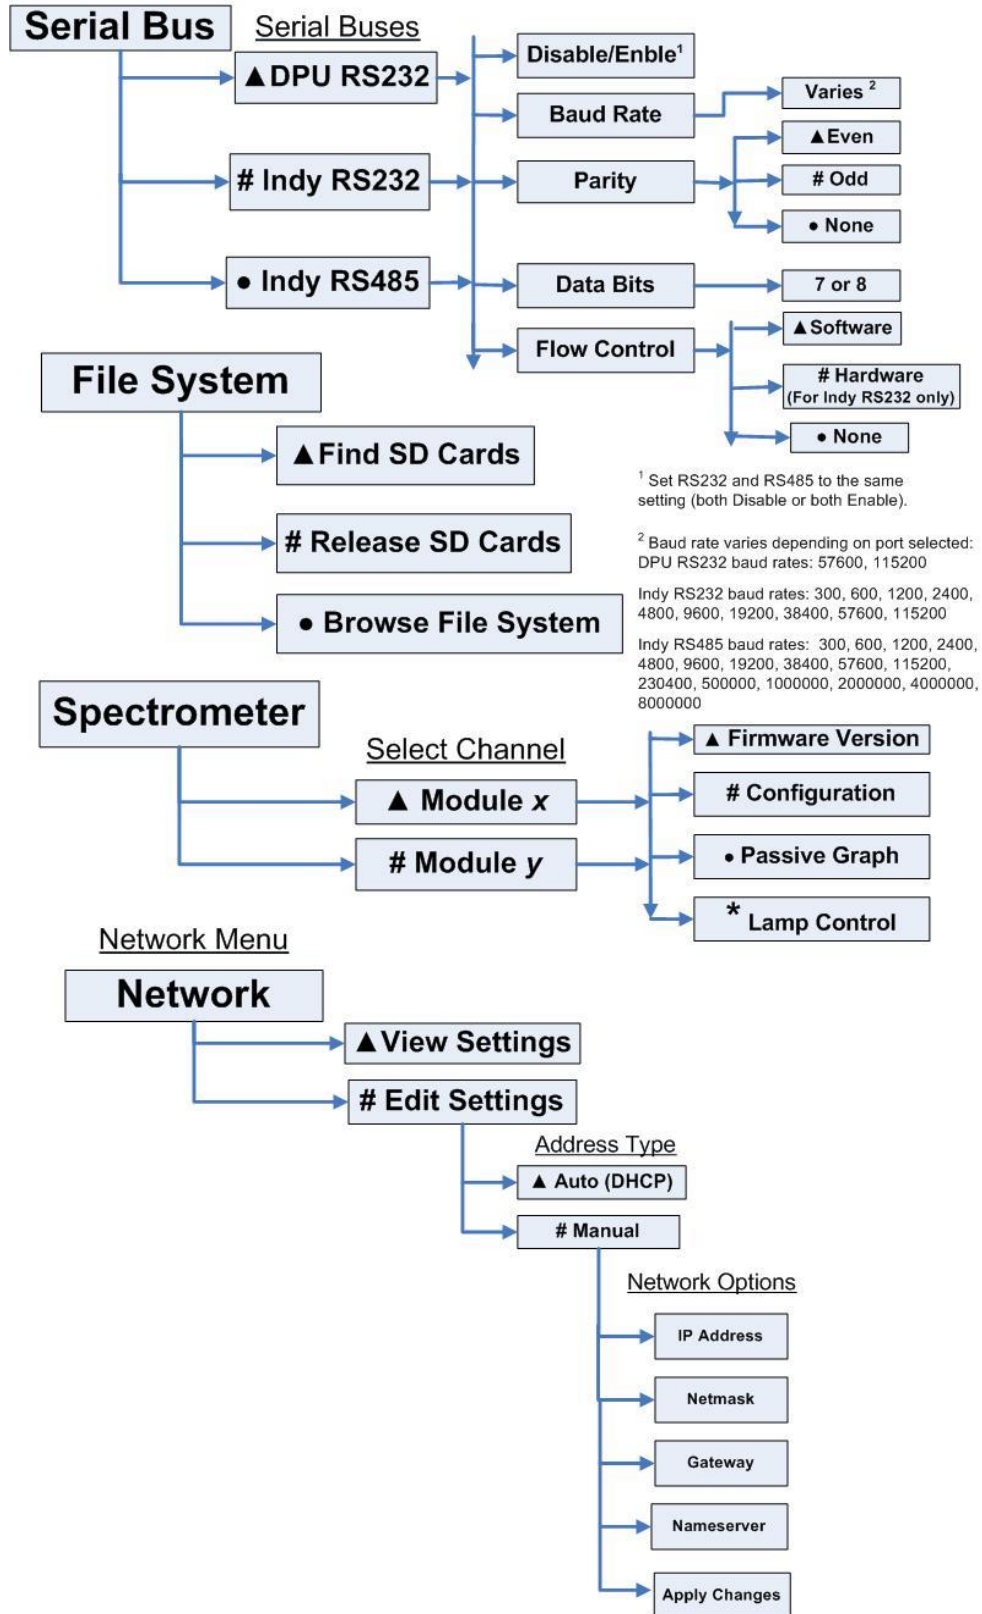 Serial Bus
Serial Buses
▲DPU RS232
# Indy RS232
● Indy RS485
Disable/Enble¹
Baud Rate
Parity
Data Bits
Flow Control
Varies ²
▲Even
# Odd
● None
7 or 8
▲Software
# Hardware
(For Indy RS232 only)
● None
File System
▲Find SD Cards
# Release SD Cards
● Browse File System
¹ Set RS232 and RS485 to the same
setting (both Disable or both Enable).
² Baud rate varies depending on port selected:
DPU RS232 baud rates: 57600, 115200
Indy RS232 baud rates: 300, 600, 1200, 2400,
4800, 9600, 19200, 38400, 57600, 115200
Indy RS485 baud rates: 300, 600, 1200, 2400,
4800, 9600, 19200, 38400, 57600, 115200,
230400, 500000, 1000000, 2000000, 4000000,
8000000
Spectrometer
Select Channel
▲ Module x
# Module y
▲ Firmware Version
# Configuration
● Passive Graph
* Lamp Control
Network Menu
Network
▲View Settings
# Edit Settings
Address Type
▲ Auto (DHCP)
# Manual
Network Options
IP Address
Netmask
Gateway
Nameserver
Apply Changes